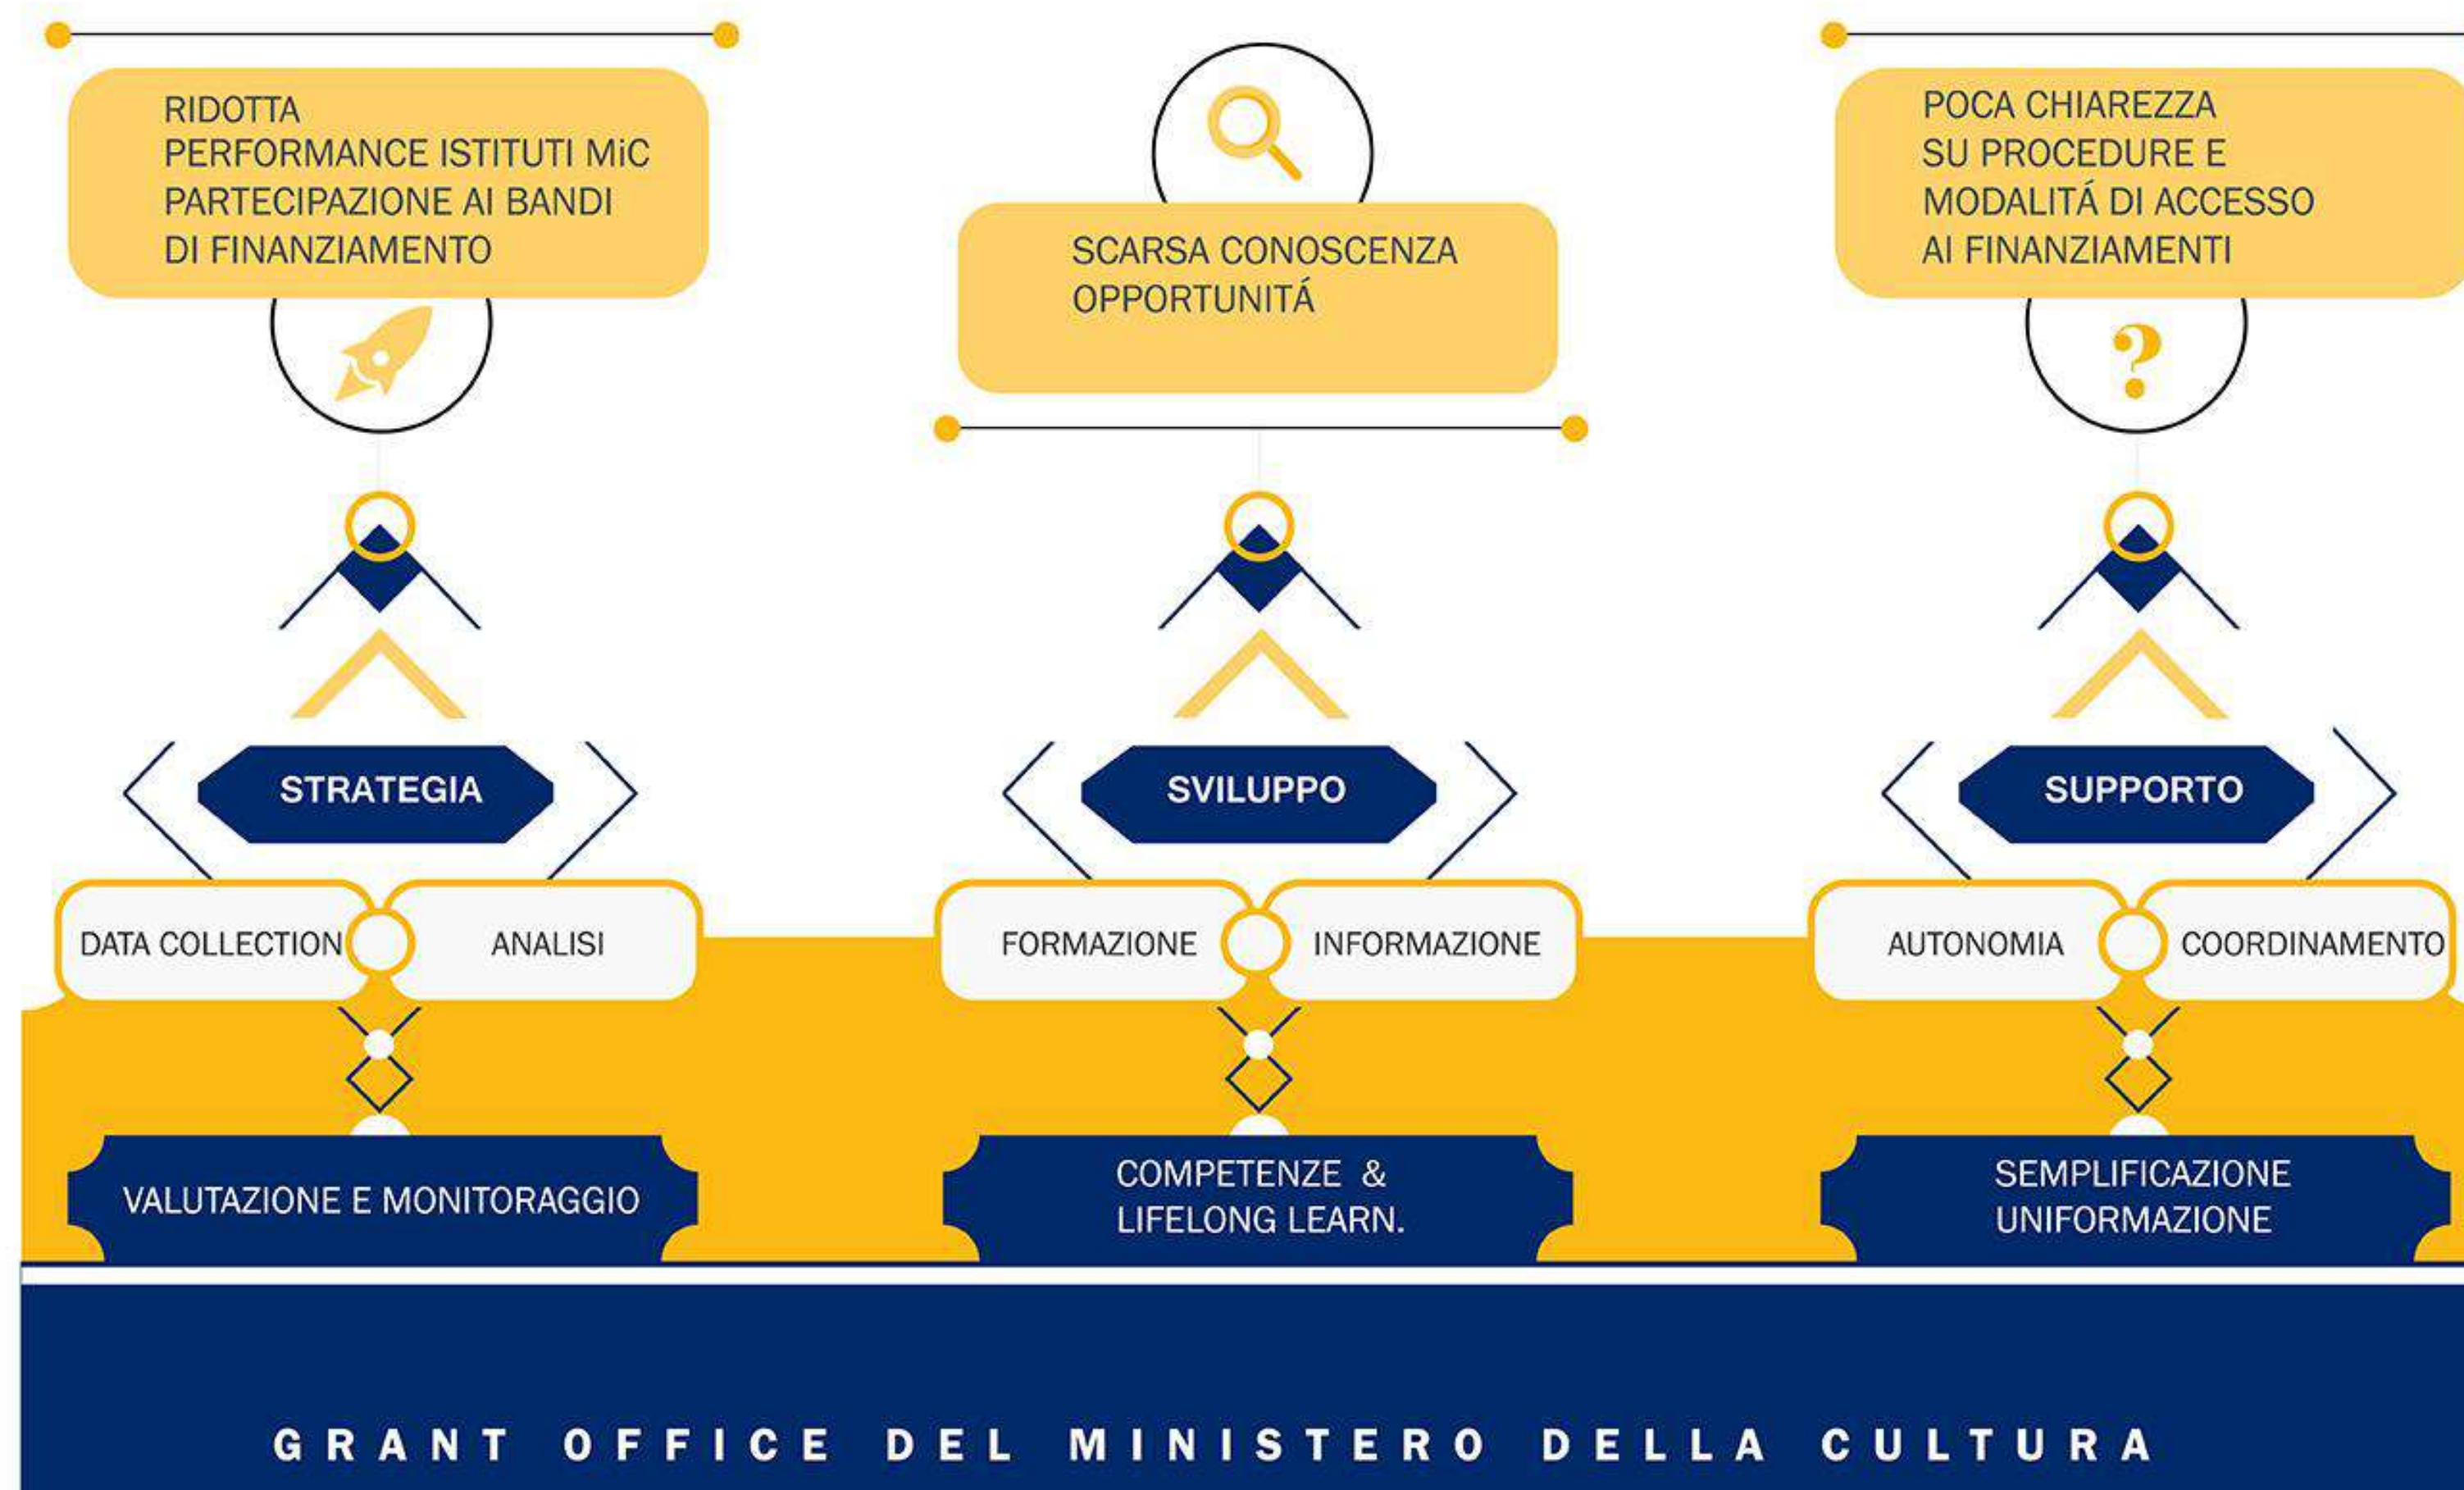 RIDOTTA
PERFORMANCE ISTITUTI MiC
PARTECIPAZIONE AI BANDI
DI FINANZIAMENTO
SCARSA CONOSCENZA
OPPORTUNITÁ
POCA CHIAREZZA
SU PROCEDURE E
MODALITÁ DI ACCESSO
AI FINANZIAMENTI
?
STRATEGIA
SVILUPPO
SUPPORTO
DATA COLLECTION
ANALISI
FORMAZIONE
INFORMAZIONE
AUTONOMIA
COORDINAMENTO
VALUTAZIONE E MONITORAGGIO
COMPETENZE &
LIFELONG LEARN.
SEMPLIFICAZIONE
UNIFORMAZIONE
GRANT OFFICE DEL MINISTERO DELLA CULTURA